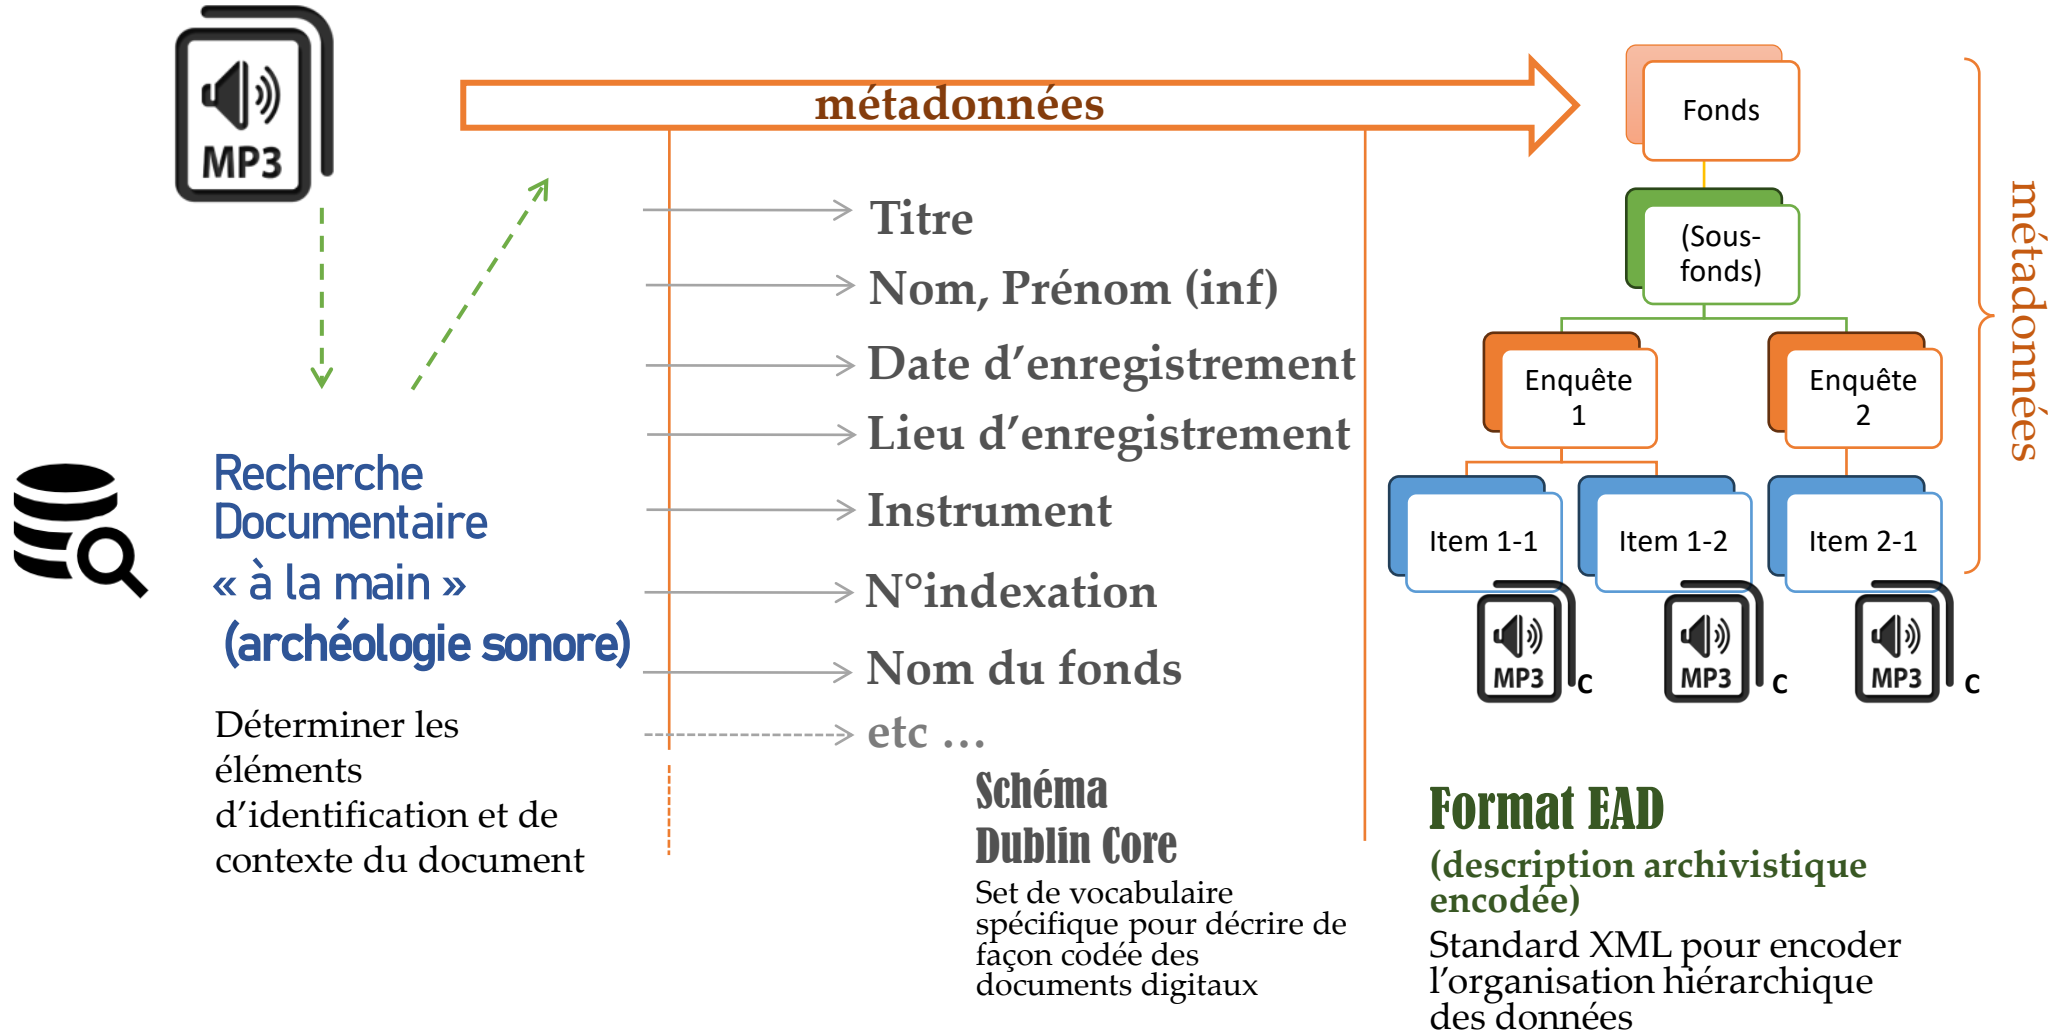 MP3
métadonnées
Recherche
Documentaire
« à la main »
(archéologie sonore)
Déterminer les
éléments
d’identification et de
contexte du document
Titre
Nom, Prénom (inf)
Date d’enregistrement
Lieu d’enregistrement
Instrument
N°indexation
Nom du fonds
etc …
Schéma
Dublin Core
Set de vocabulaire
spécifique pour décrire de
façon codée des
documents digitaux
Fonds
(Sous-
fonds)
Enquête
1
Enquête
2
Item 1-1
Item 1-2
Item 2-1
MP3 c
MP3 c
MP3 c
métadonnées
Format EAD
(description archivistique
encodée)
Standard XML pour encoder
l’organisation hiérarchique
des données